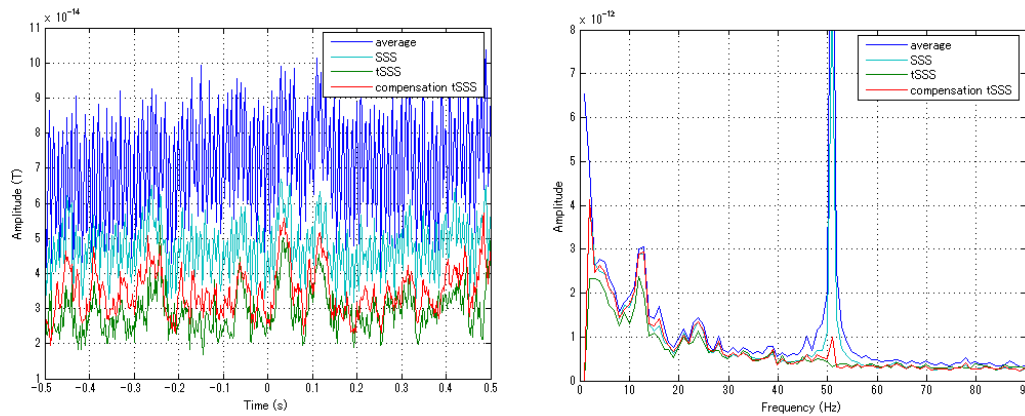 × 10⁻¹⁴
11
10
9
8
7
6
5
4
3
2
1
-0.5 -0.4 -0.3 -0.2 -0.1 0 0.1 0.2 0.3 0.4 0.5
Amplitude (T)
Time (s)
average
SSS
tSSS
compensation tSSS
× 10⁻¹²
8
7
6
5
4
3
2
1
0
0 10 20 30 40 50 60 70 80 90
Amplitude
Frequency (Hz)
average
SSS
tSSS
compensation tSSS